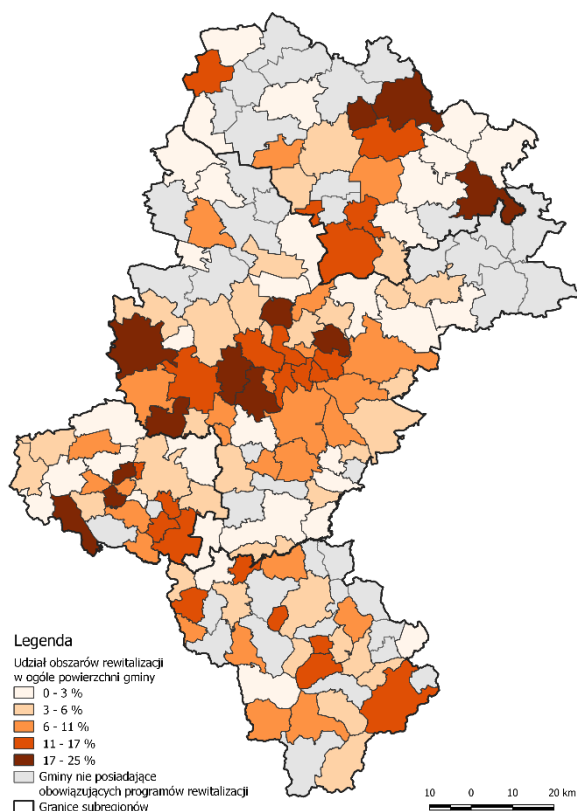 Legenda
Udział obszarów rewitalizacji
w ogóle powierzchni gminy
0 - 3 %
3 - 6 %
6 - 11 %
11 - 17 %
17 - 25 %
Gminy nie posiadające
obowiązujących programów rewitalizacji
Granice subregionów
10 0 10 20 km